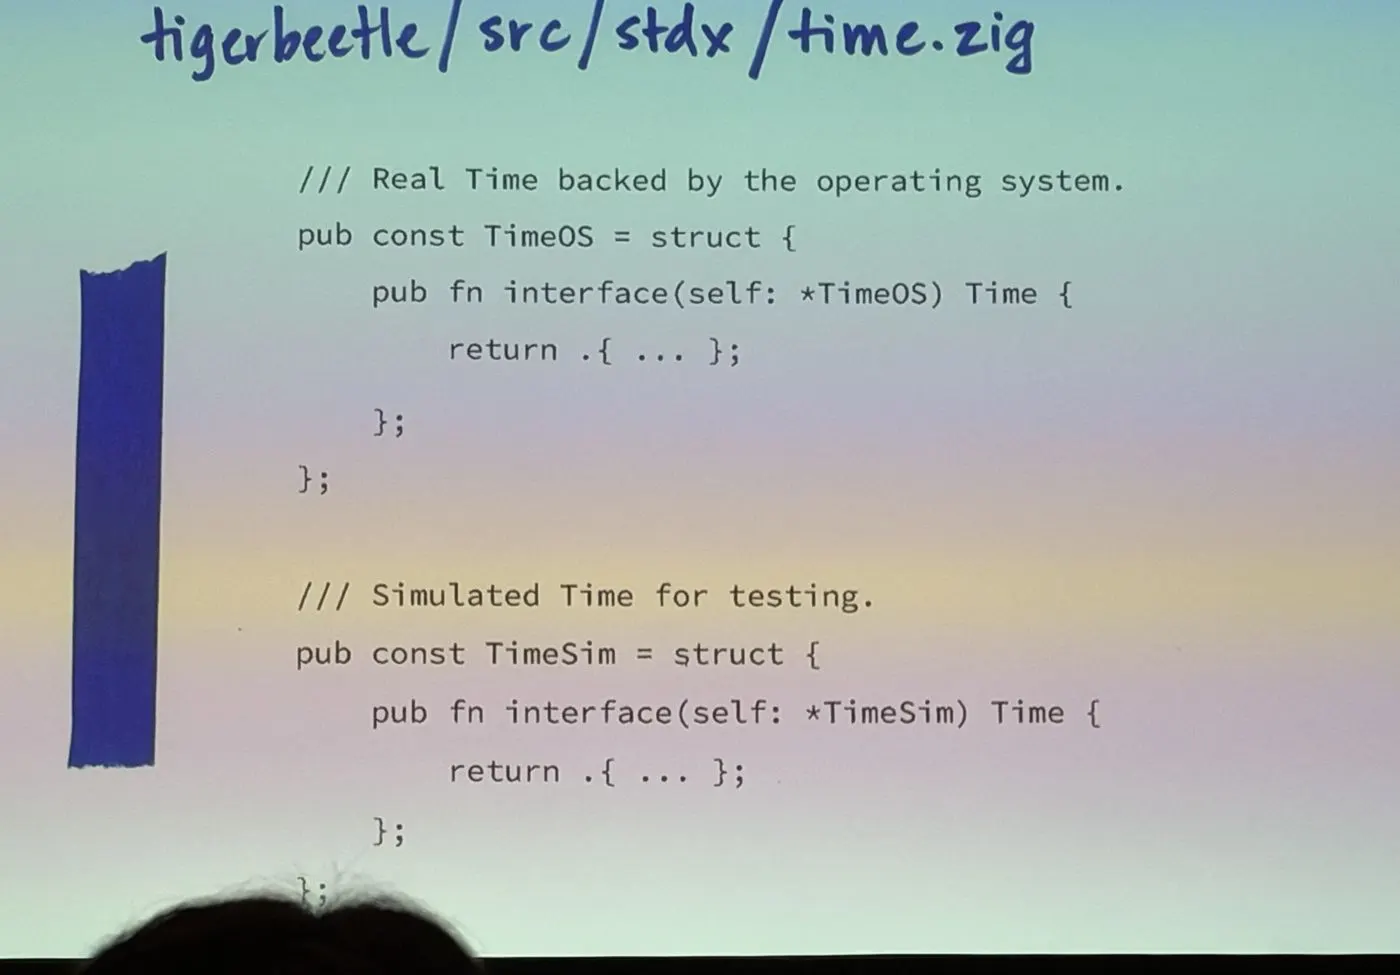 tigerbeetle/src/stdx/time.zig
/// Real Time backed by the operating system.
pub const TimeOS = struct {
pub fn interface(self: *TimeOS) Time {
return .{ ... };
};
};
/// Simulated Time for testing.
pub const TimeSim = struct {
pub fn interface(self: *TimeSim) Time {
return .{ ... };
};
};